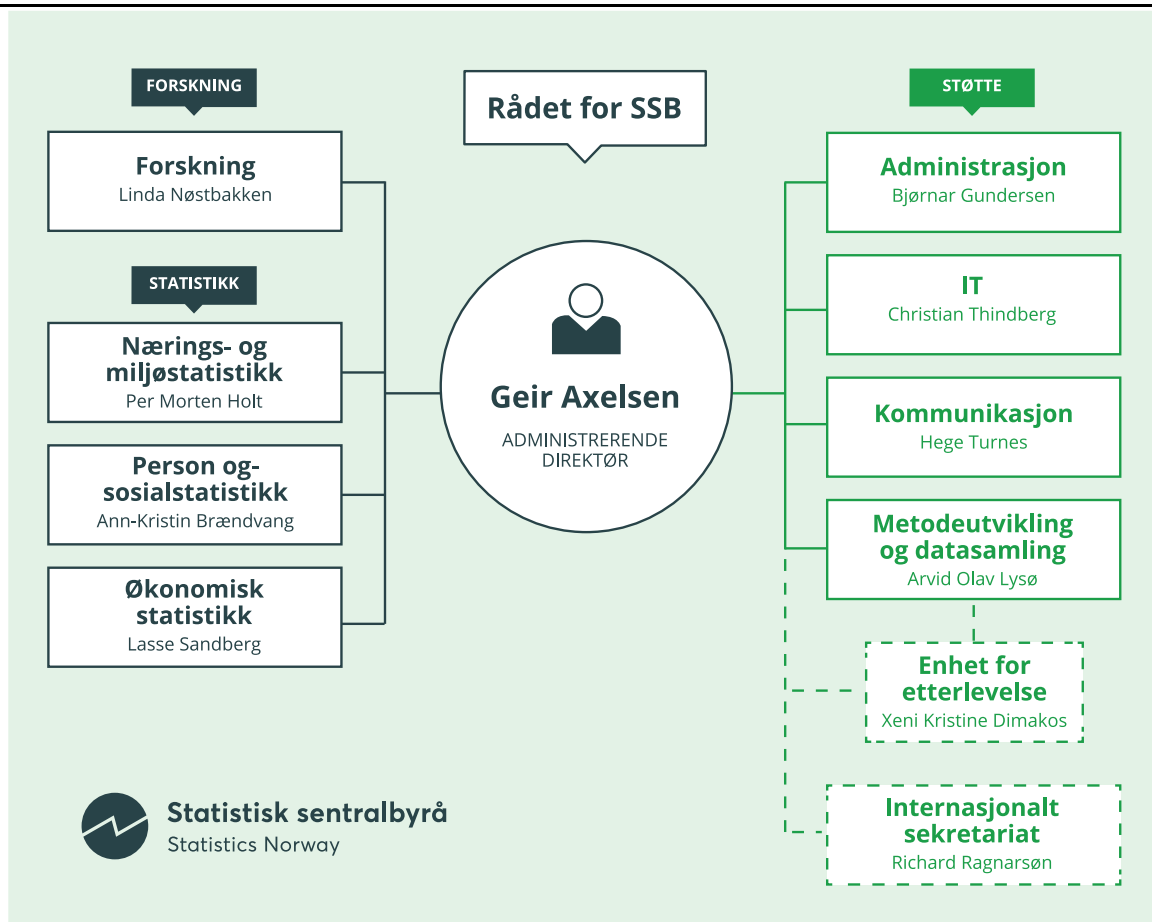 FORSKNING
Forskning
Linda Nøstbakken
STATISTIKK
Nærings- og
miljøstatistikk
Per Morten Holt
Person og-
sosialstatistikk
Ann-Kristin Brændvang
Økonomisk
statistikk
Lasse Sandberg
Rådet for SSB
Geir Axelsen
ADMINISTRERENDE
DIREKTØR
STØTTE
Administrasjon
Bjørnar Gundersen
IT
Christian Thindberg
Kommunikasjon
Hege Turnes
Metodeutvikling
og datasamling
Arvid Olav Lysø
Enhet for
etterlevelse
Xeni Kristine Dimakos
Internasjonalt
sekretariat
Richard Ragnarsøn
Statistisk sentralbyrå
Statistics Norway